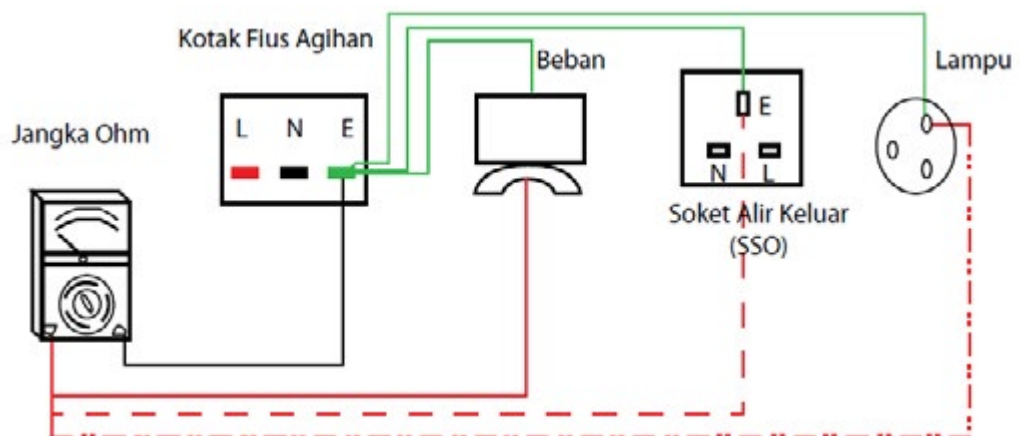 Kotak Fius Agihan
Beban
Lampu
Jangka Ohm
L N E
E
N L
Soket Alir Keluar
(SSO)